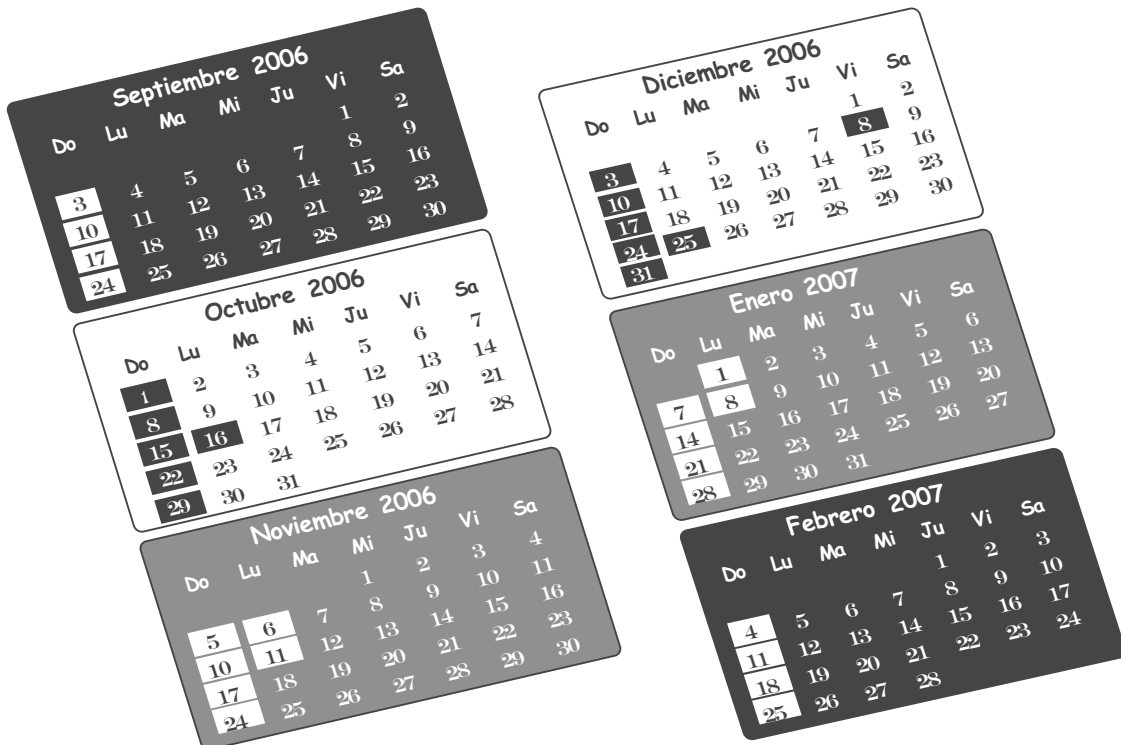 Septiembre 2006
Do Lu Ma Mi Ju Vi Sa
1 2
3 4 5 6 7 8 9
10 11 12 13 14 15 16
17 18 19 20 21 22 23
24 25 26 27 28 29 30
Octubre 2006
Do Lu Ma Mi Ju Vi Sa
1 2 3 4 5 6 7
8 9 10 11 12 13 14
15 16 17 18 19 20 21
22 23 24 25 26 27 28
29 30 31
Noviembre 2006
Do Lu Ma Mi Ju Vi Sa
1 2 3 4
5 6 7 8 9 10 11
10 11 12 13 14 15 16
17 18 19 20 21 22 23
24 25 26 27 28 29 30
Diciembre 2006
Do Lu Ma Mi Ju Vi Sa
1 2
3 4 5 6 7 8 9
10 11 12 13 14 15 16
17 18 19 20 21 22 23
24 25 26 27 28 29 30
31
Enero 2007
Do Lu Ma Mi Ju Vi Sa
1 2 3 4 5 6
7 8 9 10 11 12 13
14 15 16 17 18 19 20
21 22 23 24 25 26 27
28 29 30 31
Febrero 2007
Do Lu Ma Mi Ju Vi Sa
1 2 3
4 5 6 7 8 9 10
11 12 13 14 15 16 17
18 19 20 21 22 23 24
25 26 27 28